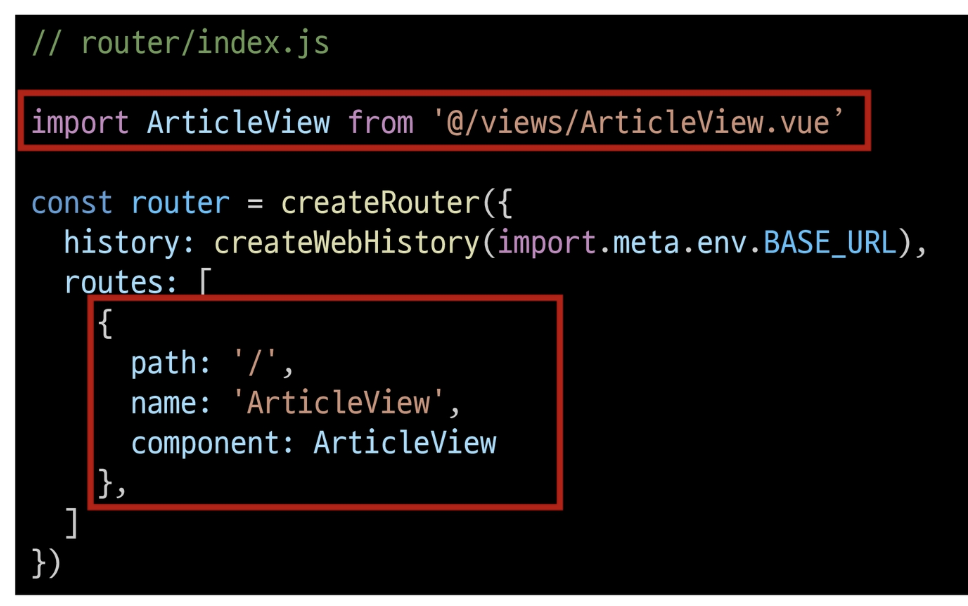 // router/index.js
import ArticleView from '@/views/ArticleView.vue’
const router = createRouter({
history: createWebHistory(import.meta.env.BASE_URL),
routes: [
{
path: '/',
name: 'ArticleView',
component: ArticleView
},
]
})